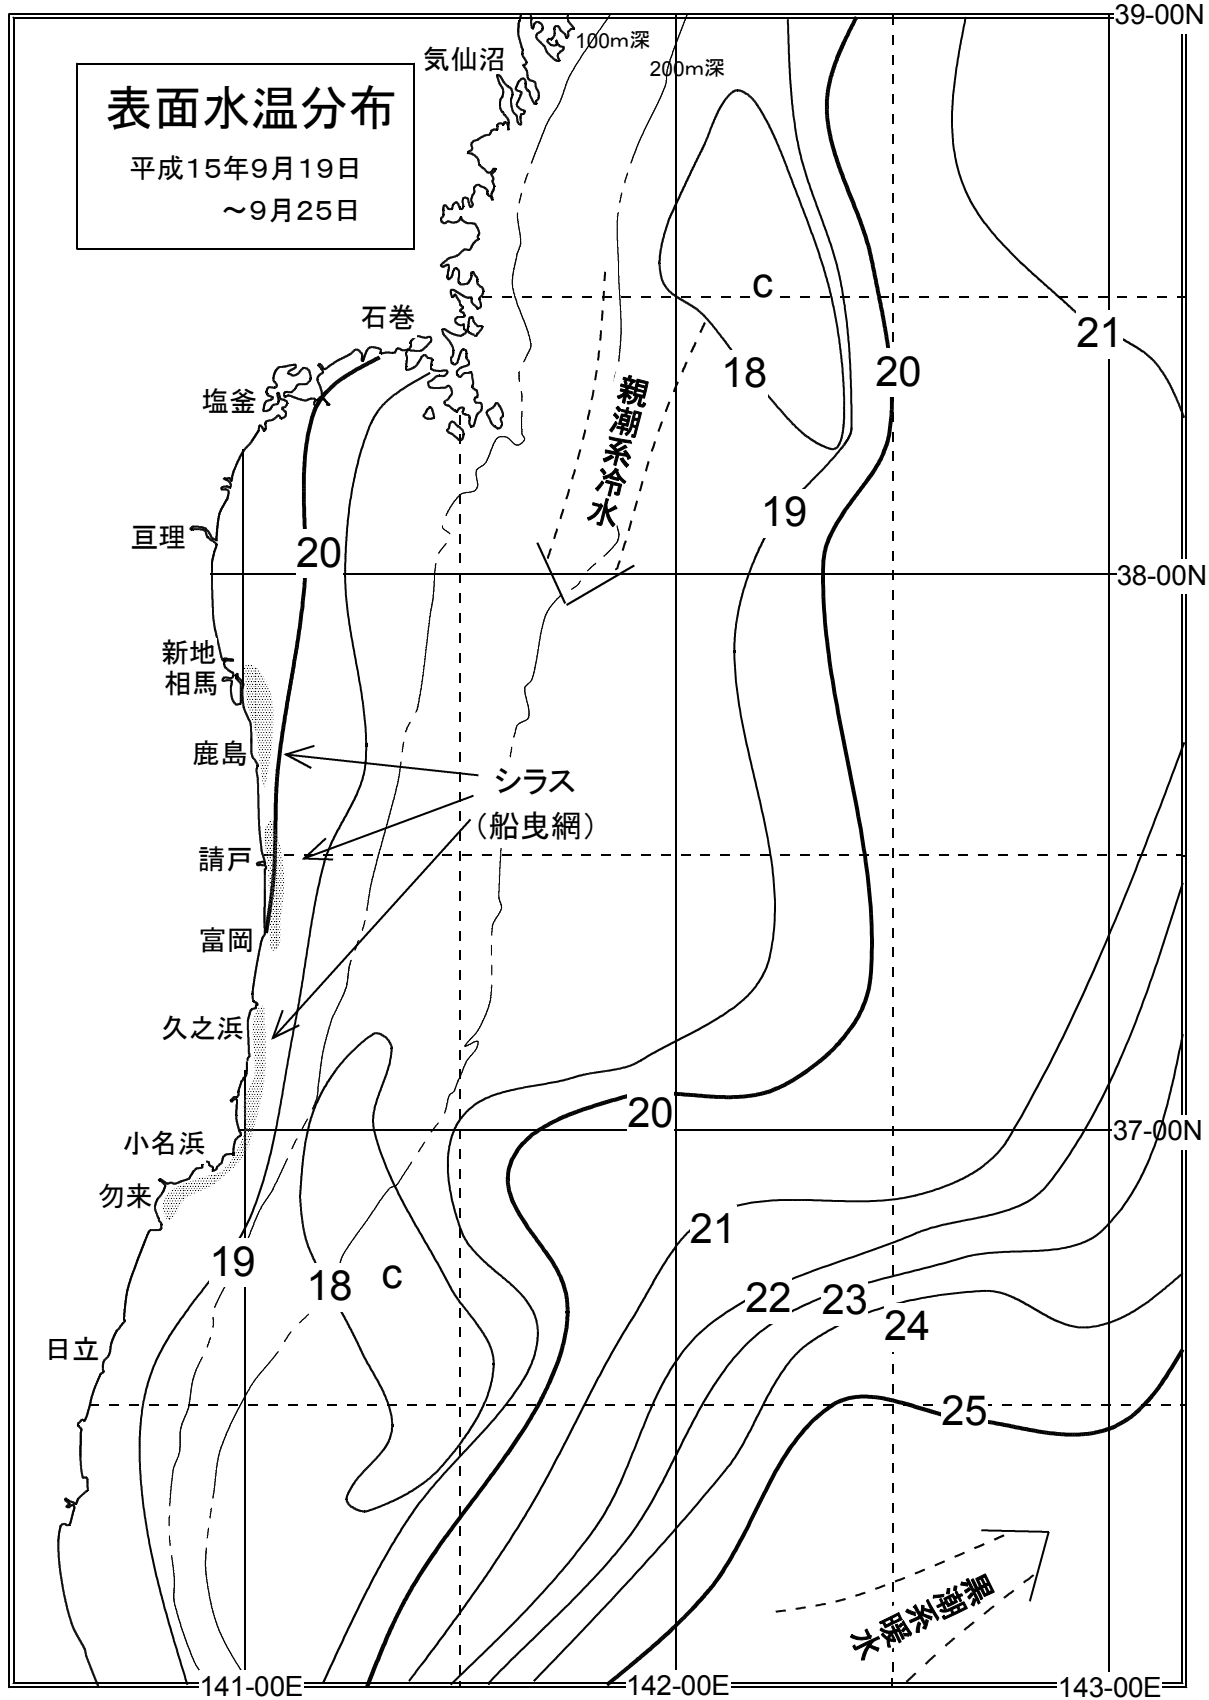 39-00N
100m深
気仙沼
200m深
表面水温分布
平成15年9月19日
～9月25日
c
石巻
21
18
20
塩釜
親潮系冷水
19
亘理
20
38-00N
新地
相馬
鹿島
シラス
（船曳網）
請戸
富岡
久之浜
20
37-00N
小名浜
勿来
21
19
18
c
22
23
24
日立
25
黒潮系暖水
141-00E
142-00E
143-00E